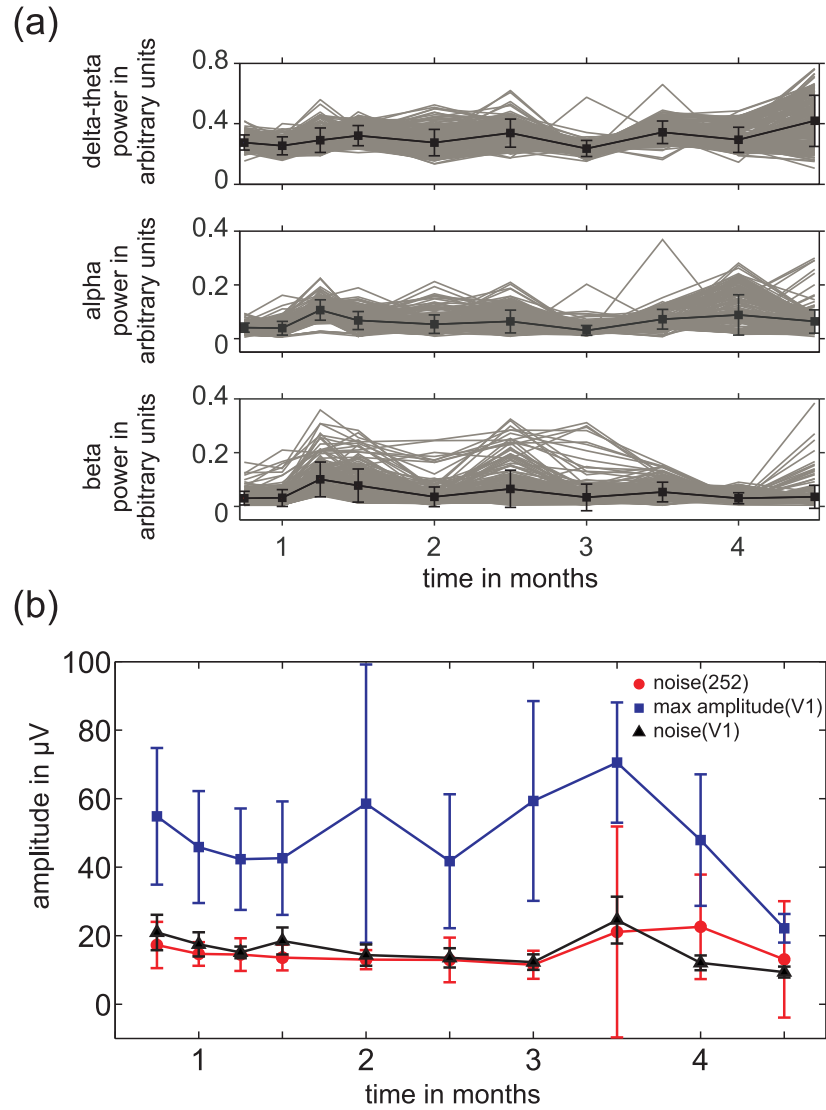 (a)
delta-theta
power in
arbitrary units
0.8
0.4
0
alpha
power in
arbitrary units
0.4
0.2
0
beta
power in
arbitrary units
0.4
0.2
0
1 2 3 4
time in months
(b)
amplitude in µV
100
80
60
40
20
0
noise(252)
max amplitude(V1)
noise(V1)
1 2 3 4
time in months